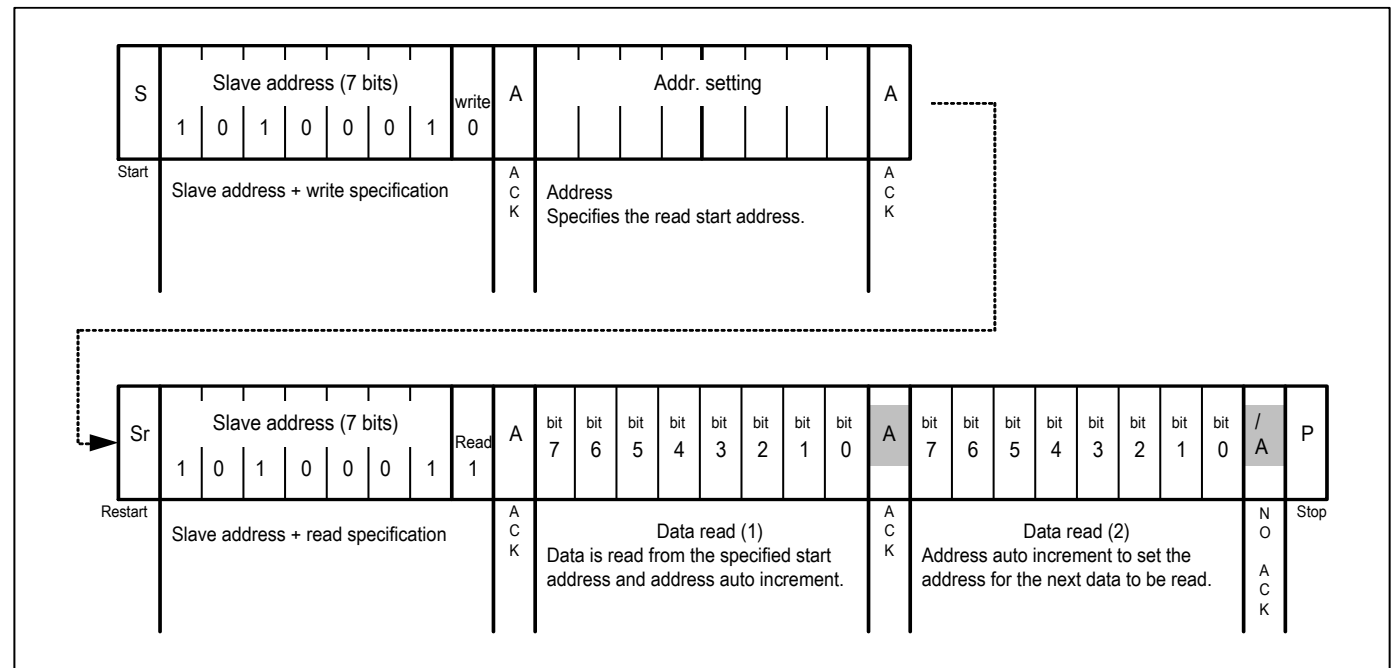 S
Slave address (7 bits)
write
A
Addr. setting
A
1 0 1 0 0 0 1 0
Start
Slave address + write specification
A
C
K
Address
Specifies the read start address.
A
C
K
Sr
Slave address (7 bits)
Read
A
bit bit bit bit bit bit bit bit
7 6 5 4 3 2 1 0
A
bit bit bit bit bit bit bit bit
7 6 5 4 3 2 1 0
/
A
P
1 0 1 0 0 0 1 1
Restart
Slave address + read specification
A
C
K
Data read (1)
Data is read from the specified start
address and address auto increment.
A
C
K
Data read (2)
Address auto increment to set the
address for the next data to be read.
N
O
A
C
K
Stop